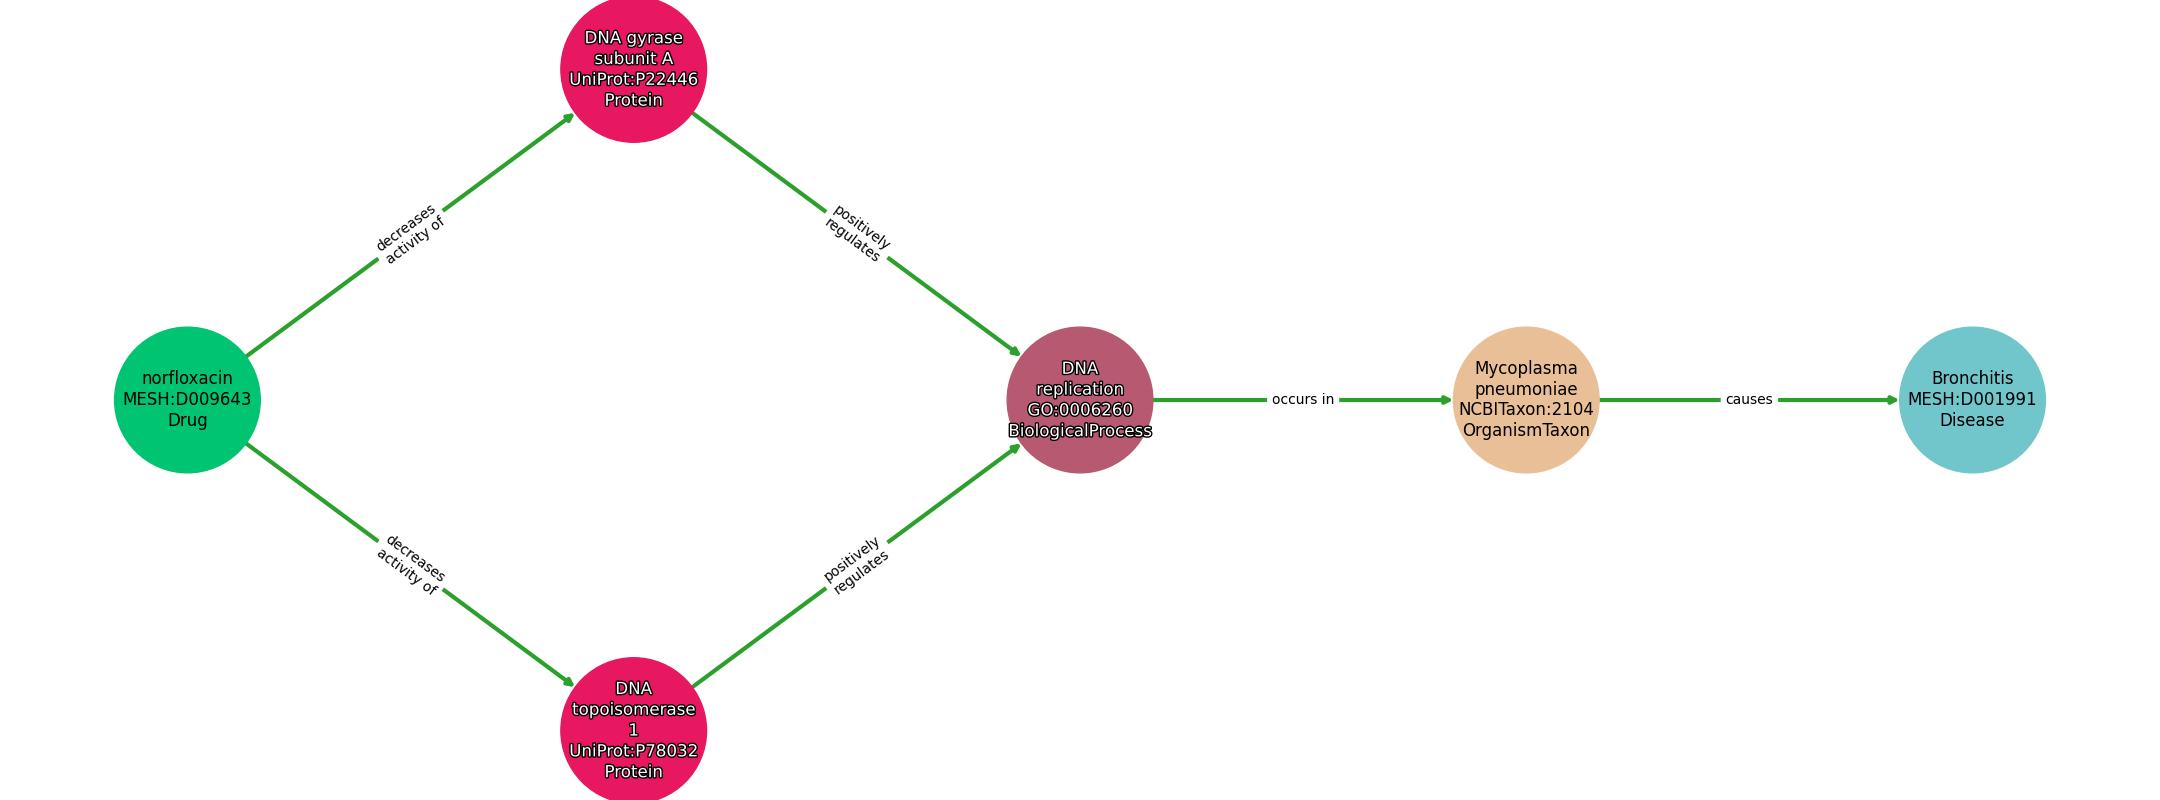 DNA gyrase
subunit A
UniProt:P22446
Protein
decreases
activity of
positively
regulates
norfloxacin
MESH:D009643
Drug
DNA
replication
GO:0006260
BiologicalProcess
occurs in
Mycoplasma
pneumoniae
NCBITaxon:2104
OrganismTaxon
causes
Bronchitis
MESH:D001991
Disease
decreases
activity of
positively
regulates
DNA
topoisomerase
1
UniProt:P78032
Protein